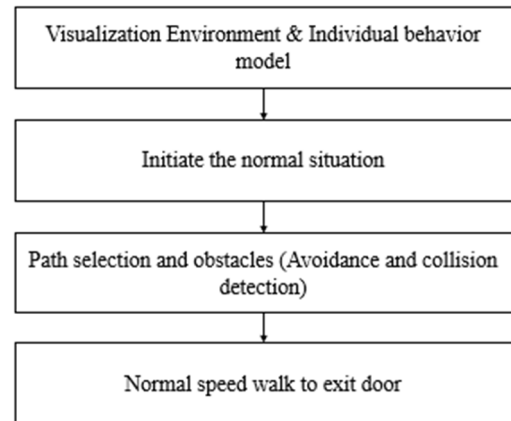 Visualization Environment & Individual behavior
model
Initiate the normal situation
Path selection and obstacles (Avoidance and collision
detection)
Normal speed walk to exit door